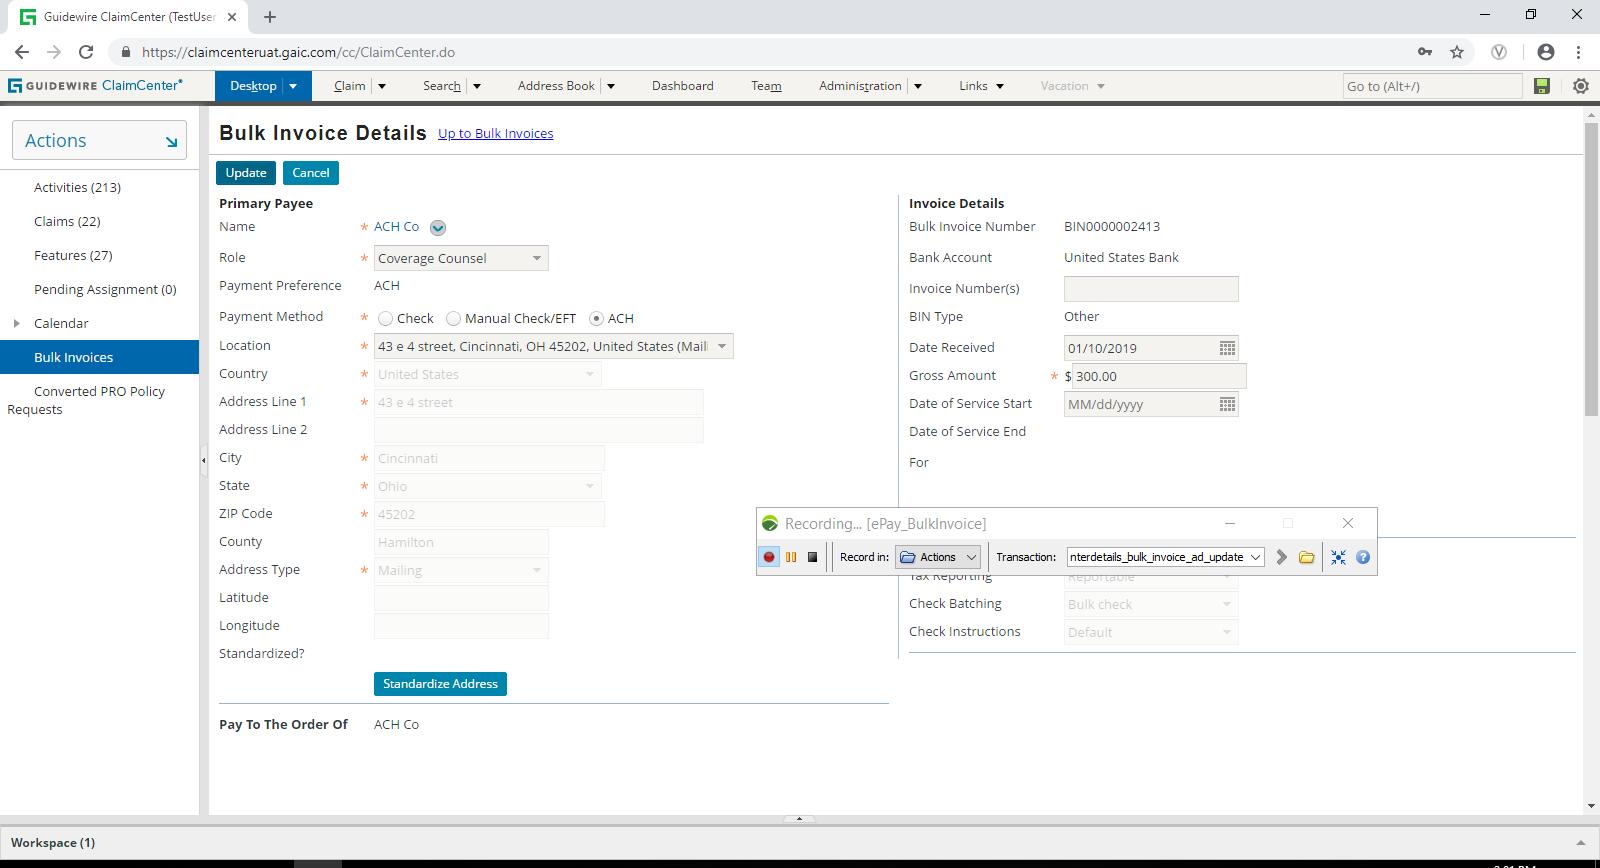 Guidewire ClaimCenter (TestUser
https://claimcenteruat.gaic.com/cc/ClaimCenter.do
GUIDEWIRE ClaimCenter®
Desktop
Claim
Search
Address Book
Dashboard
Team
Administration
Links
Vacation
Go to (Alt+/)
Actions
Activities (213)
Claims (22)
Features (27)
Pending Assignment (0)
Calendar
Bulk Invoices
Converted PRO Policy
Requests
Bulk Invoice Details Up to Bulk Invoices
Update Cancel
Primary Payee
Name * ACH Co
Role * Coverage Counsel
Payment Preference ACH
Payment Method * Check Manual Check/EFT ACH
Location * 43 e 4 street, Cincinnati, OH 45202, United States (Maili
Country * United States
Address Line 1 * 43 e 4 street
Address Line 2
City * Cincinnati
State * Ohio
ZIP Code * 45202
County Hamilton
Address Type * Mailing
Latitude
Longitude
Standardized?
Standardize Address
Pay To The Order Of ACH Co
Invoice Details
Bulk Invoice Number BIN0000002413
Bank Account United States Bank
Invoice Number(s)
BIN Type Other
Date Received 01/10/2019
Gross Amount * $ 300.00
Date of Service Start MM/dd/yyyy
Date of Service End
For
Recording... [ePay_BulkInvoice]
Record in: Actions Transaction: nterdetails_bulk_invoice_ad_update
Tax Reporting Reportable
Check Batching Bulk check
Check Instructions Default
Workspace (1)